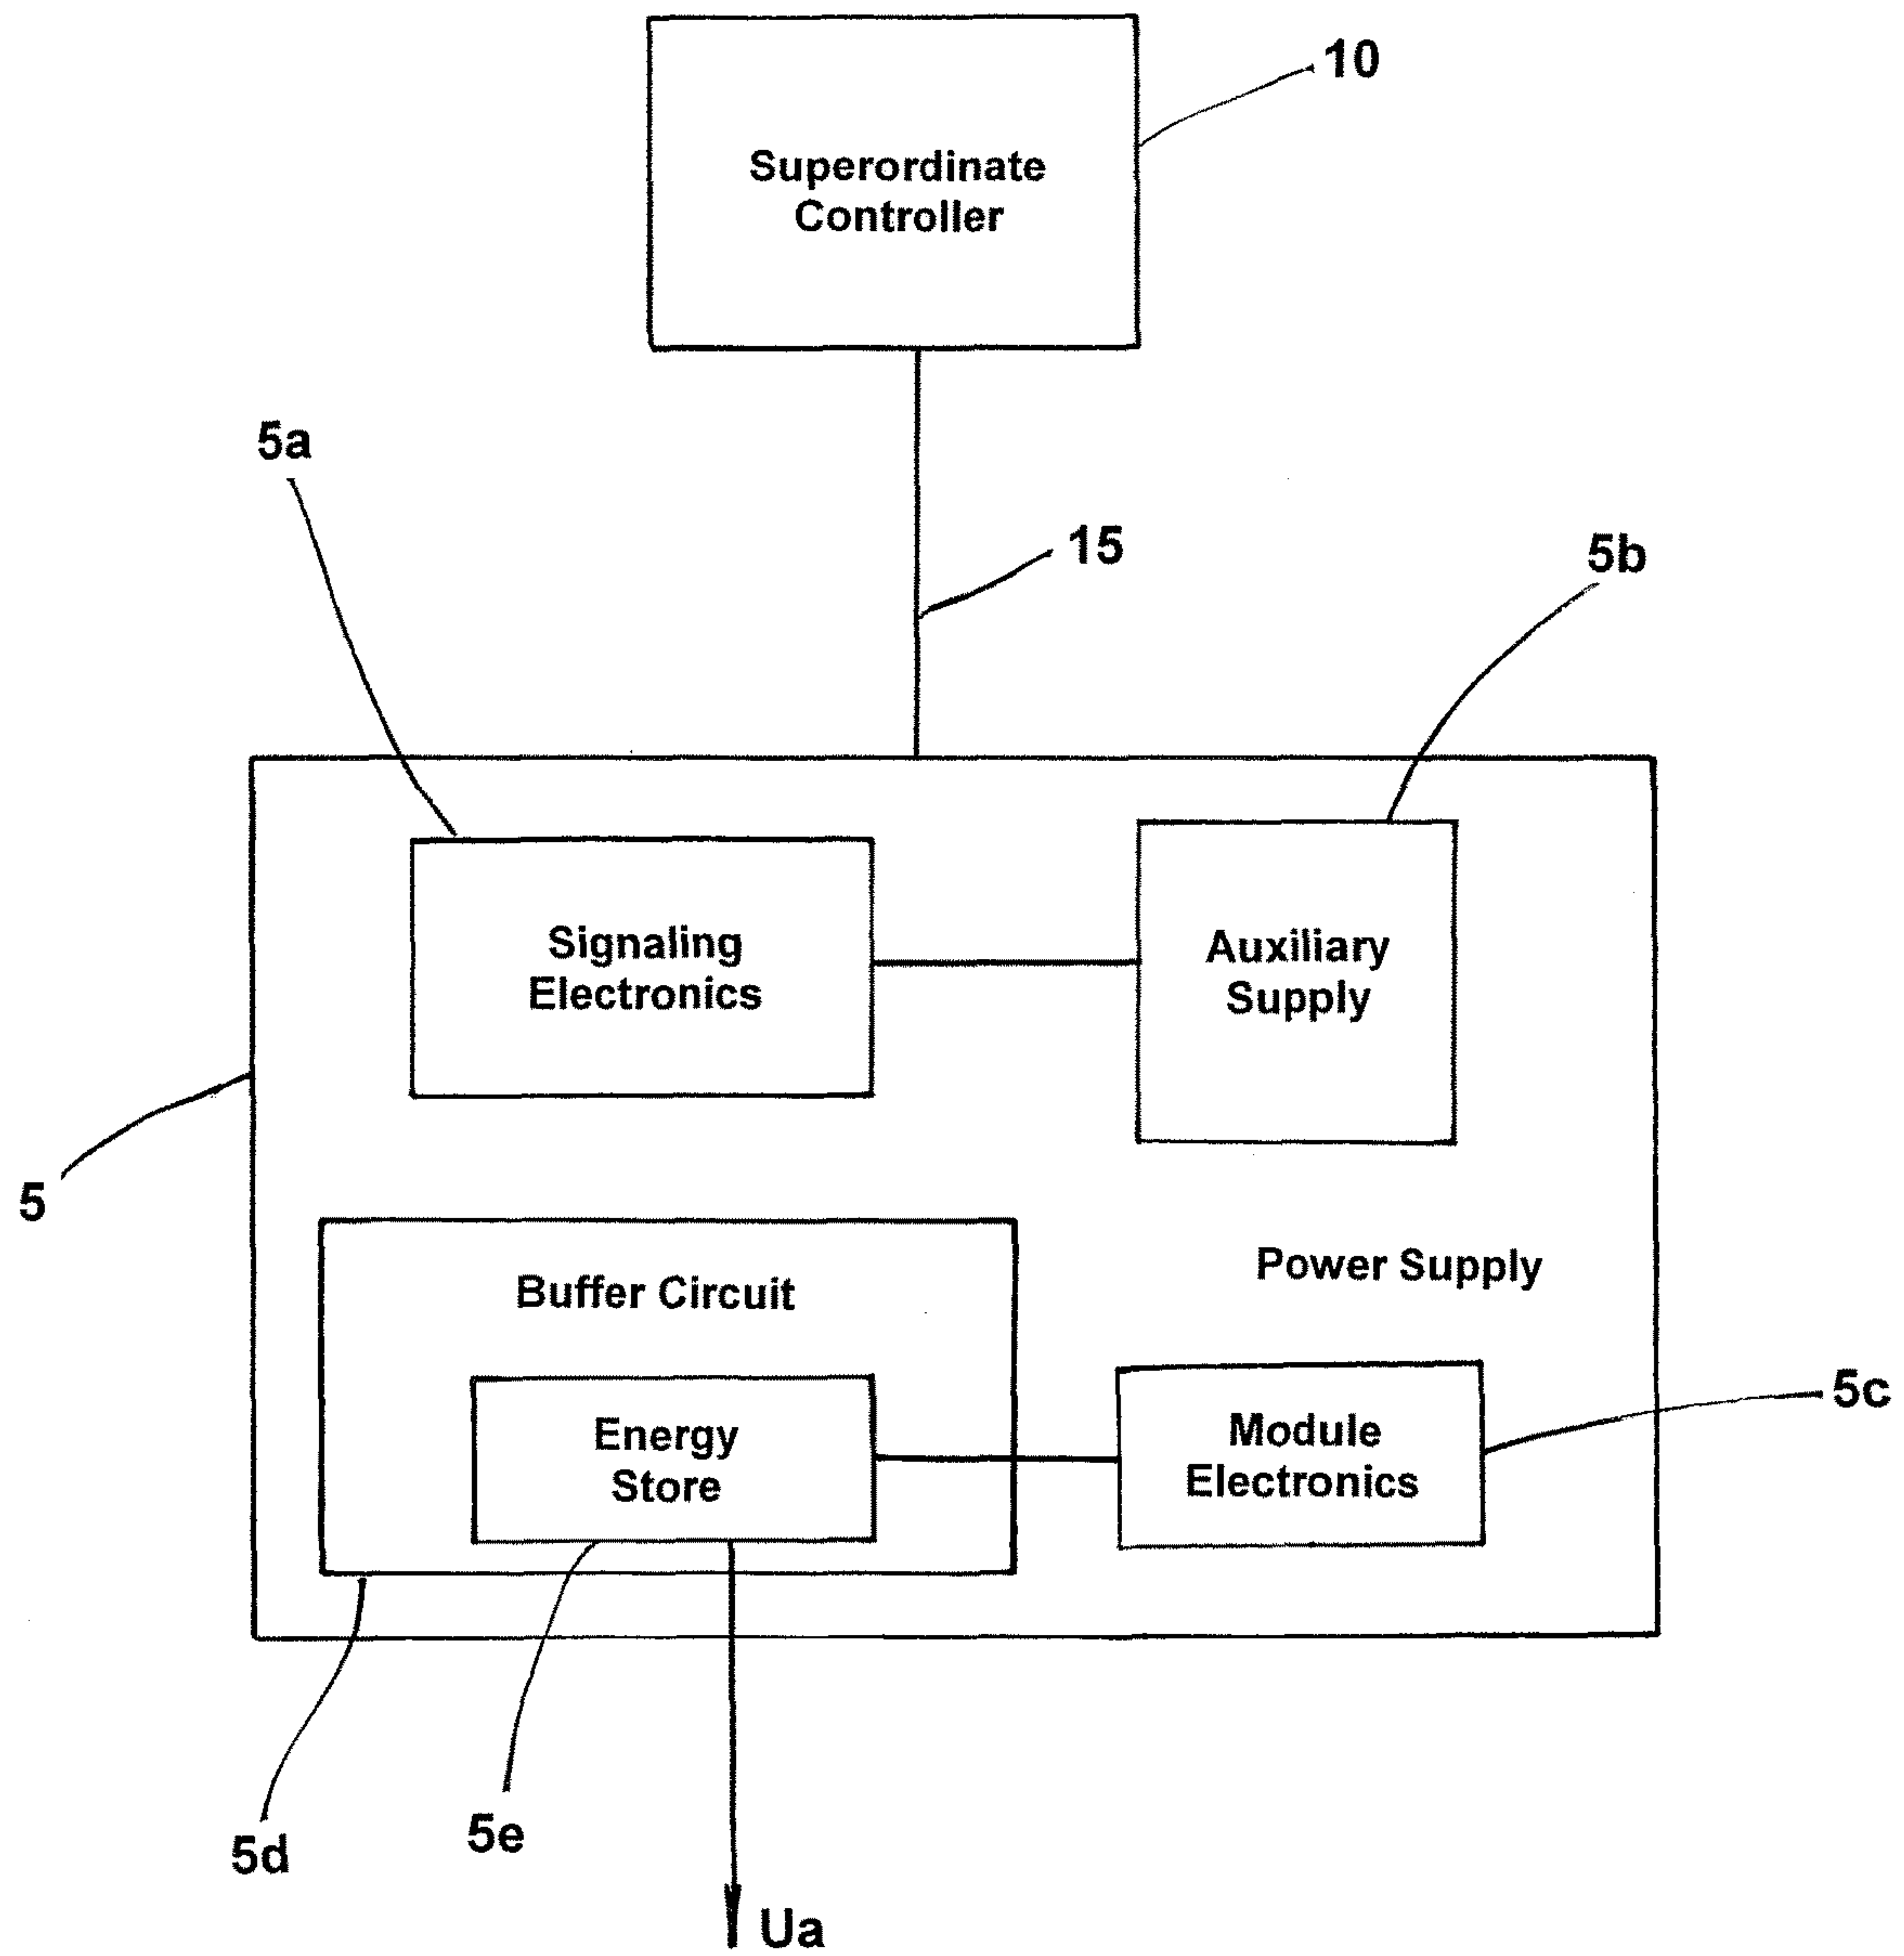 10
Superordinate
Controller
5a
15
5b
Signaling
Electronics
Auxiliary
Supply
5
Buffer Circuit
Power Supply
Energy
Store
Module
Electronics
5c
5d
5e
Ua